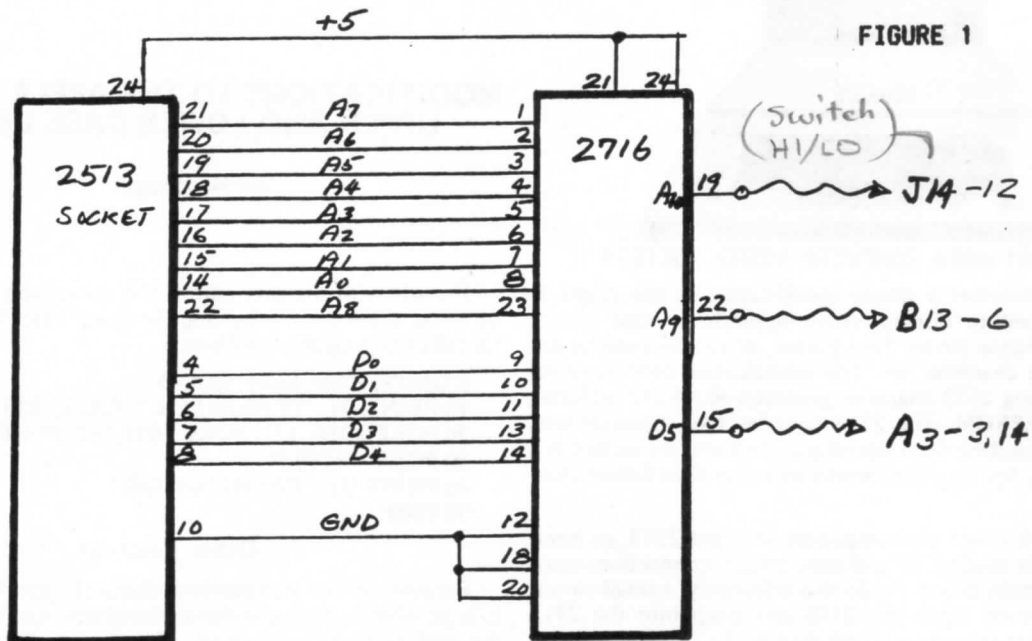 +5
FIGURE 1
24
21 24
21 A7 1
20 A6 2
19 A5 3
18 A4 4
17 A3 5
16 A2 6
15 A1 7
14 A0 8
22 A8 23
2513
SOCKET
2716
(Switch
HI/LO)
A10 19 J14-12
A9 22 B13-6
D5 15 A3-3,14
4 D0 9
5 D1 10
6 D2 11
7 D3 13
8 D4 14
10 GND 12
18
20